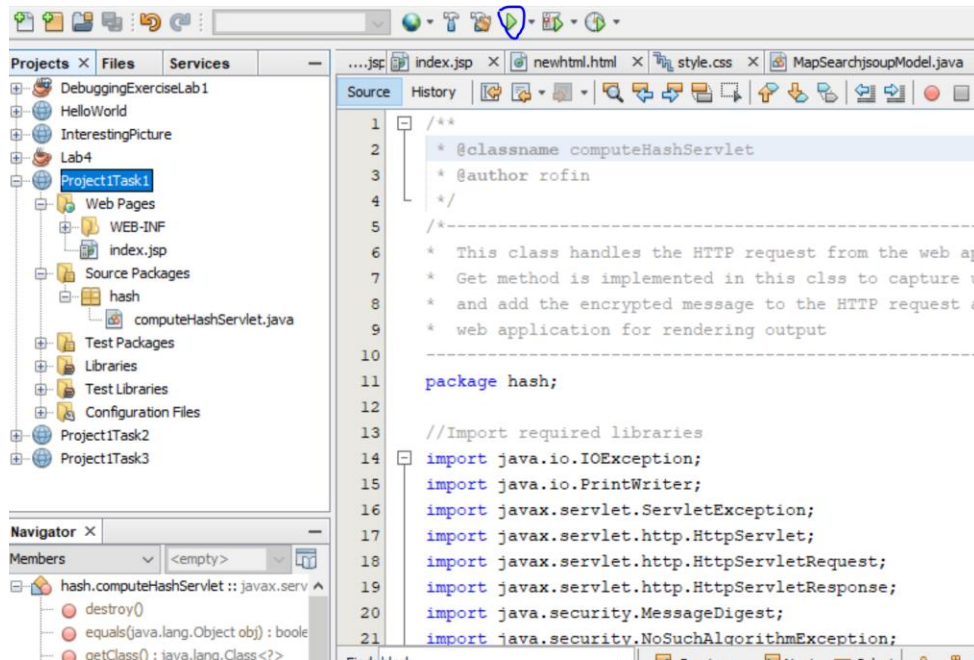 Projects Files Services
DebuggingExerciseLab1
HelloWorld
InterestingPicture
Lab4
Project1Task1
Web Pages
WEB-INF
index.jsp
Source Packages
hash
computeHashServlet.java
Test Packages
Libraries
Test Libraries
Configuration Files
Project1Task2
Project1Task3
Navigator
Members <empty>
hash.computeHashServlet :: javax.serv
destroy()
equals(java.lang.Object obj) : boole
getClass() : java.lang.Class<?>
....jsp index.jsp newhtml.html style.css MapSearchjsoupModel.java
Source History
1 /**
2 * @classname computeHashServlet
3 * @author rofin
4 */
5 /*------------------------------------------------
6 * This class handles the HTTP request from the web ap
7 * Get method is implemented in this clss to capture
8 * and add the encrypted message to the HTTP request
9 * web application for rendering output
10 --------------------------------------------------
11 package hash;
12
13 //Import required libraries
14 import java.io.IOException;
15 import java.io.PrintWriter;
16 import javax.servlet.ServletException;
17 import javax.servlet.http.HttpServlet;
18 import javax.servlet.http.HttpServletRequest;
19 import javax.servlet.http.HttpServletResponse;
20 import java.security.MessageDigest;
21 import java.security.NoSuchAlgorithmException;